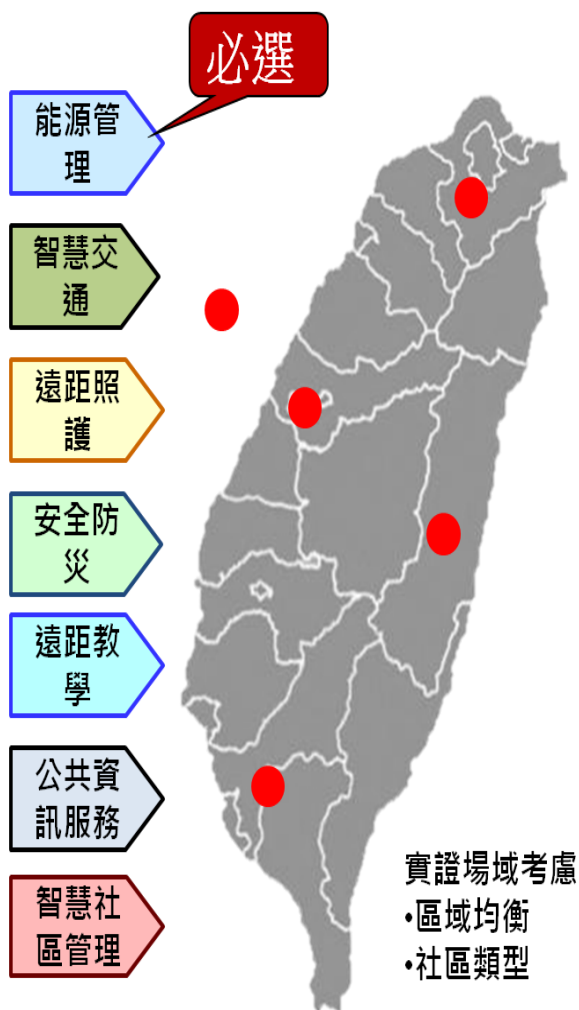 必選
能源管
理
智慧交
通
遠距照
護
安全防
災
遠距教
學
公共資
訊服務
智慧社
區管理
實證場域考慮
•區域均衡
•社區類型